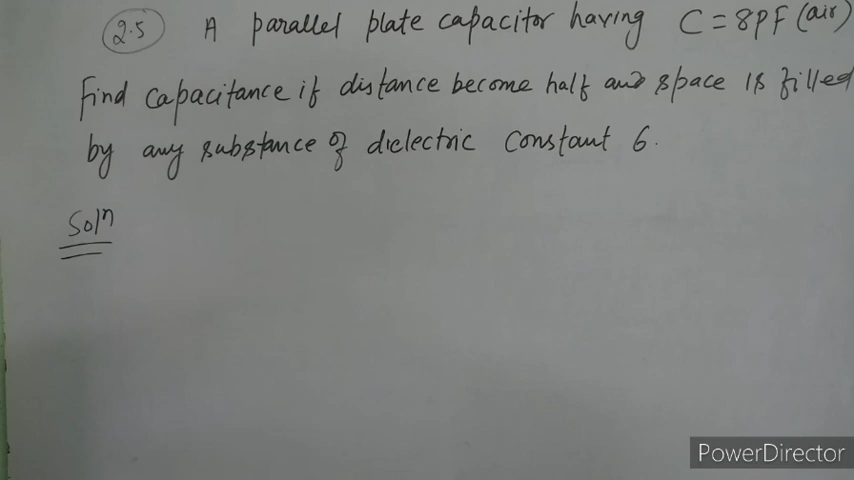 2.5 A parallel plate capacitor having C = 8PF (air)
Find capacitance if distance become half and space is filled
by any substance of dielectric constant 6.
Soln
PowerDirector